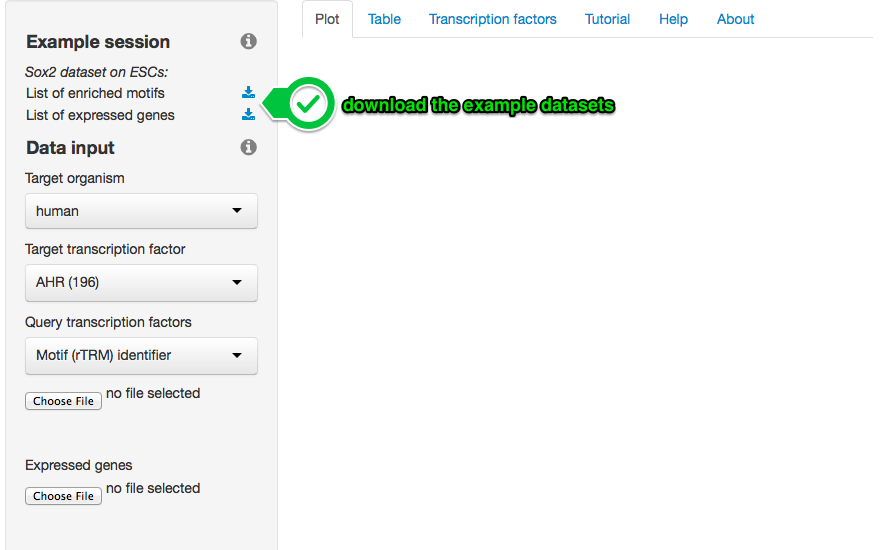 Plot Table Transcription factors Tutorial Help About
Example session
Sox2 dataset on ESCs:
List of enriched motifs
List of expressed genes
download the example datasets
Data input
Target organism
human
Target transcription factor
AHR (196)
Query transcription factors
Motif (rTRM) identifier
Choose File no file selected
Expressed genes
Choose File no file selected